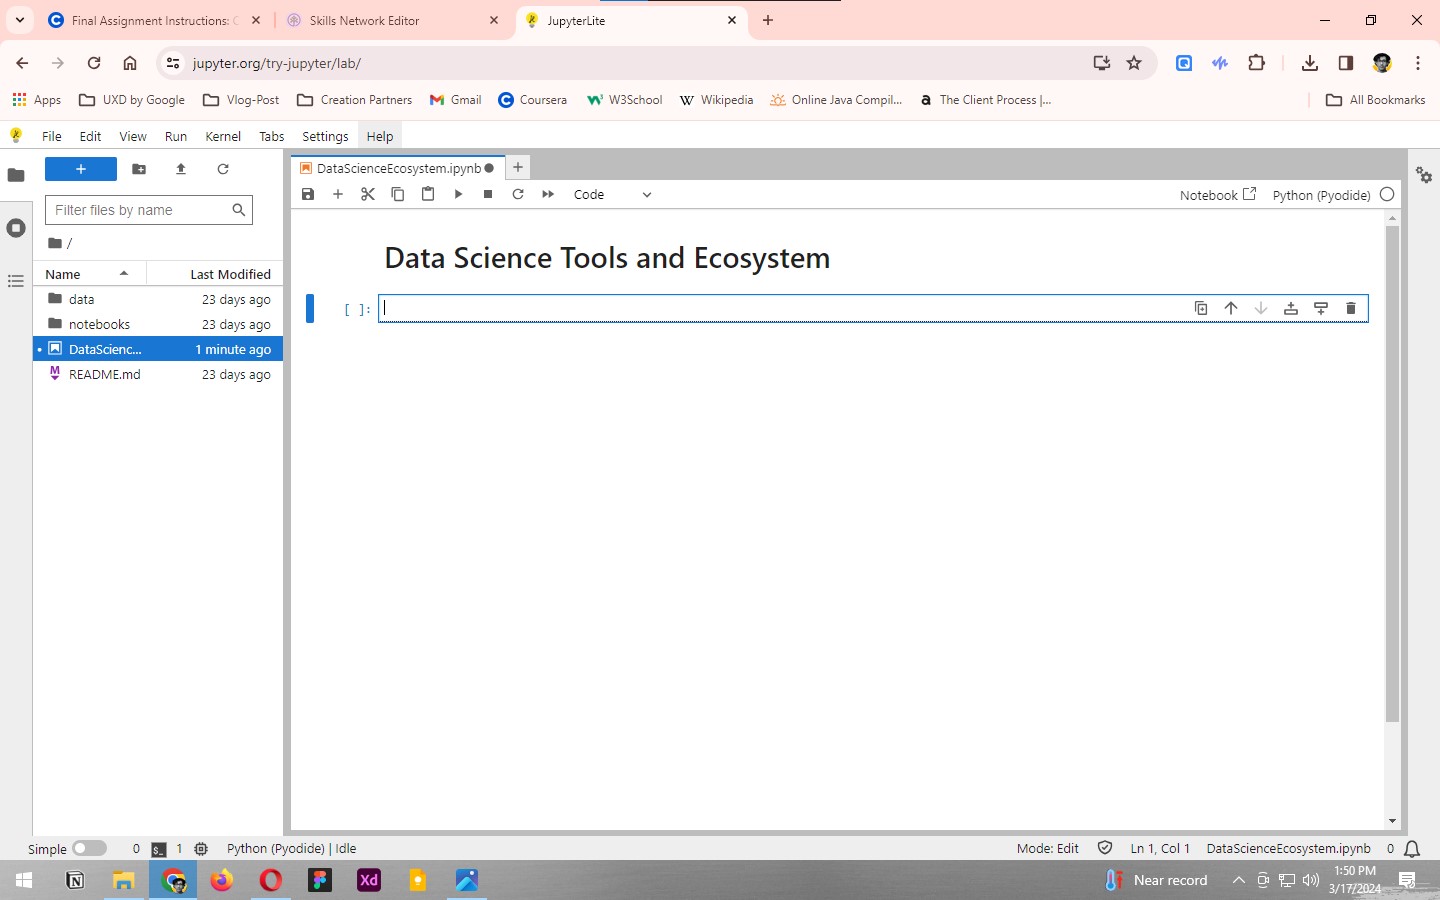 Final Assignment Instructions: C
Skills Network Editor
JupyterLite
jupyter.org/try-jupyter/lab/
Apps
UXD by Google
Vlog-Post
Creation Partners
Gmail
Coursera
W3School
Wikipedia
Online Java Compil...
The Client Process |...
All Bookmarks
File Edit View Run Kernel Tabs Settings Help
DataScienceEcosystem.ipynb
Code
Notebook
Python (Pyodide)
Filter files by name
/
Name Last Modified
data 23 days ago
notebooks 23 days ago
DataScienc... 1 minute ago
README.md 23 days ago
Data Science Tools and Ecosystem
[ ]:
Simple 0 1 Python (Pyodide) | Idle
Mode: Edit Ln 1, Col 1 DataScienceEcosystem.ipynb 0
Xd
Near record
1:50 PM
3/17/2024